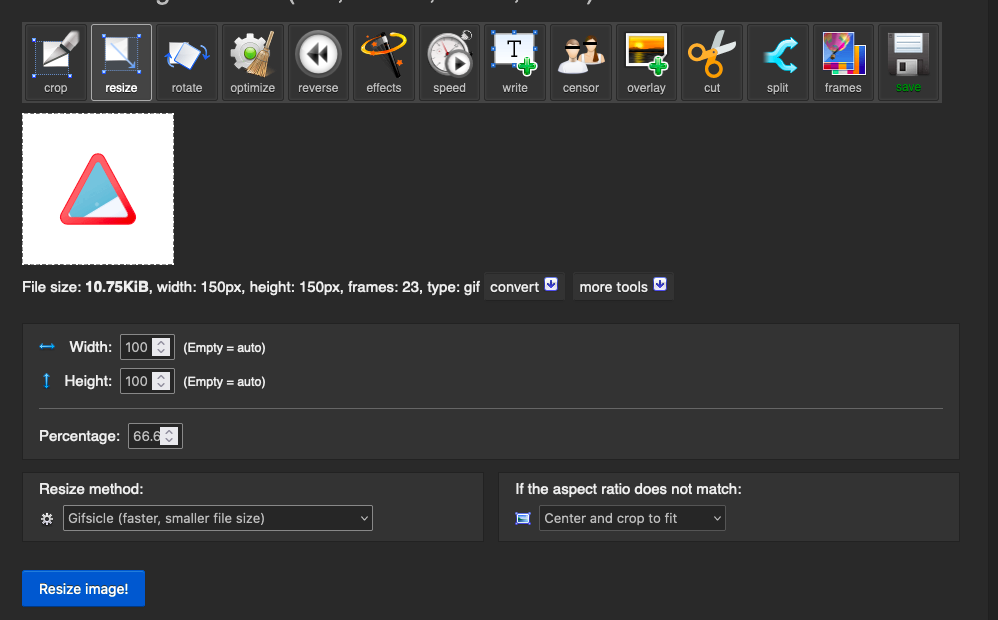 crop resize rotate optimize reverse effects speed write censor overlay cut split frames save
File size: 10.75KiB, width: 150px, height: 150px, frames: 23, type: gif convert more tools
Width: 100 (Empty = auto)
Height: 100 (Empty = auto)
Percentage: 66.6
Resize method: If the aspect ratio does not match:
Gifsicle (faster, smaller file size) Center and crop to fit
Resize image!